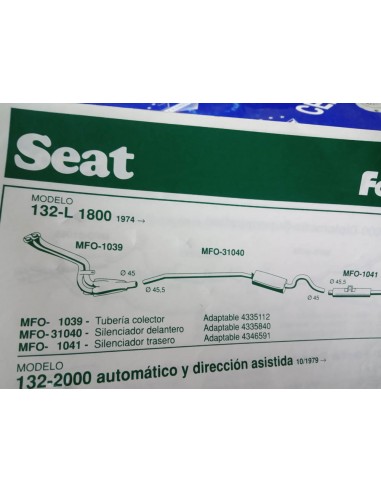 CE
Seat
Fo
MODELO
132-L 1800 1974 →
MFO-1039
MFO-31040
MFO-1041
Ø 45
Ø 45,5
Ø 45
Ø 45,5
MFO- 1039 - Tubería colector Adaptable 4335112
MFO-31040 - Silenciador delantero Adaptable 4335840
MFO- 1041 - Silenciador trasero Adaptable 4346591
MODELO
132-2000 automático y dirección asistida 10/1979 →